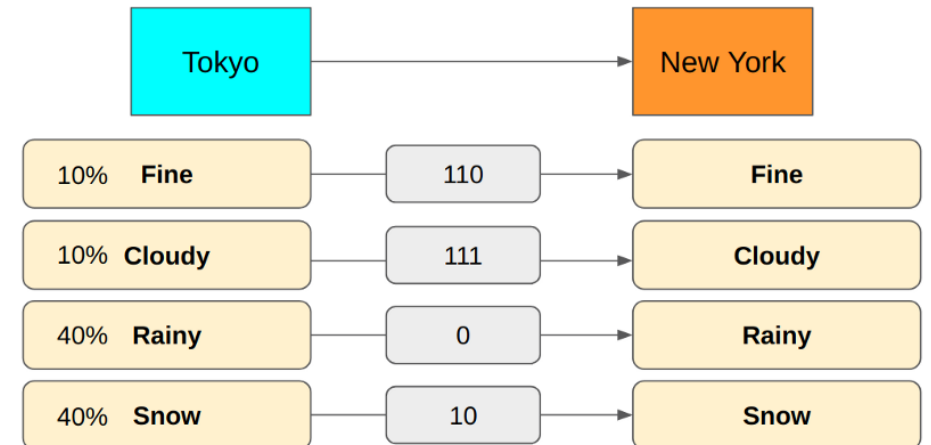 Tokyo New York
10% Fine 110 Fine
10% Cloudy 111 Cloudy
40% Rainy 0 Rainy
40% Snow 10 Snow